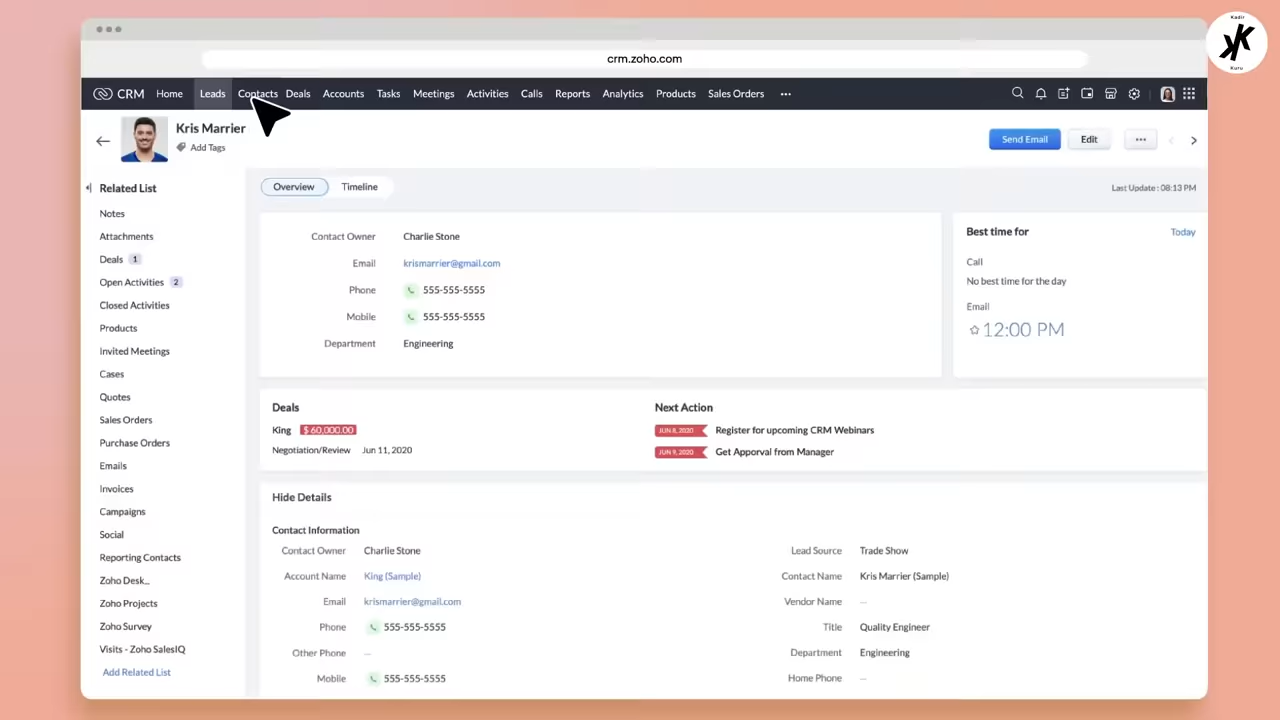 Kadir
KK
Kuru
crm.zoho.com
CRM Home Leads Contacts Deals Accounts Tasks Meetings Activities Calls Reports Analytics Products Sales Orders ...
Kris Marrier
Add Tags
Send Email Edit ...
Related List
Notes
Attachments
Deals 1
Open Activities 2
Closed Activities
Products
Invited Meetings
Cases
Quotes
Sales Orders
Purchase Orders
Emails
Invoices
Campaigns
Social
Reporting Contacts
Zoho Desk...
Zoho Projects
Zoho Survey
Visits - Zoho SalesIQ
Add Related List
Overview Timeline
Last Update : 08:13 PM
Contact Owner Charlie Stone
Email krismarrier@gmail.com
Phone 555-555-5555
Mobile 555-555-5555
Department Engineering
Best time for Today
Call
No best time for the day
Email
12:00 PM
Deals
King $ 60,000.00
Negotiation/Review Jun 11, 2020
Next Action
JUN 8, 2020 Register for upcoming CRM Webinars
JUN 9, 2020 Get Apporval from Manager
Hide Details
Contact Information
Contact Owner Charlie Stone
Account Name King (Sample)
Email krismarrier@gmail.com
Phone 555-555-5555
Other Phone —
Mobile 555-555-5555
Lead Source Trade Show
Contact Name Kris Marrier (Sample)
Vendor Name —
Title Quality Engineer
Department Engineering
Home Phone —